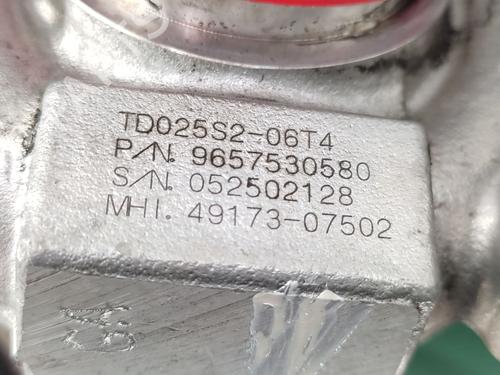 TD025S2-06T4
P/N. 9657530580
S/N. 052502128
MHI. 49173-07502